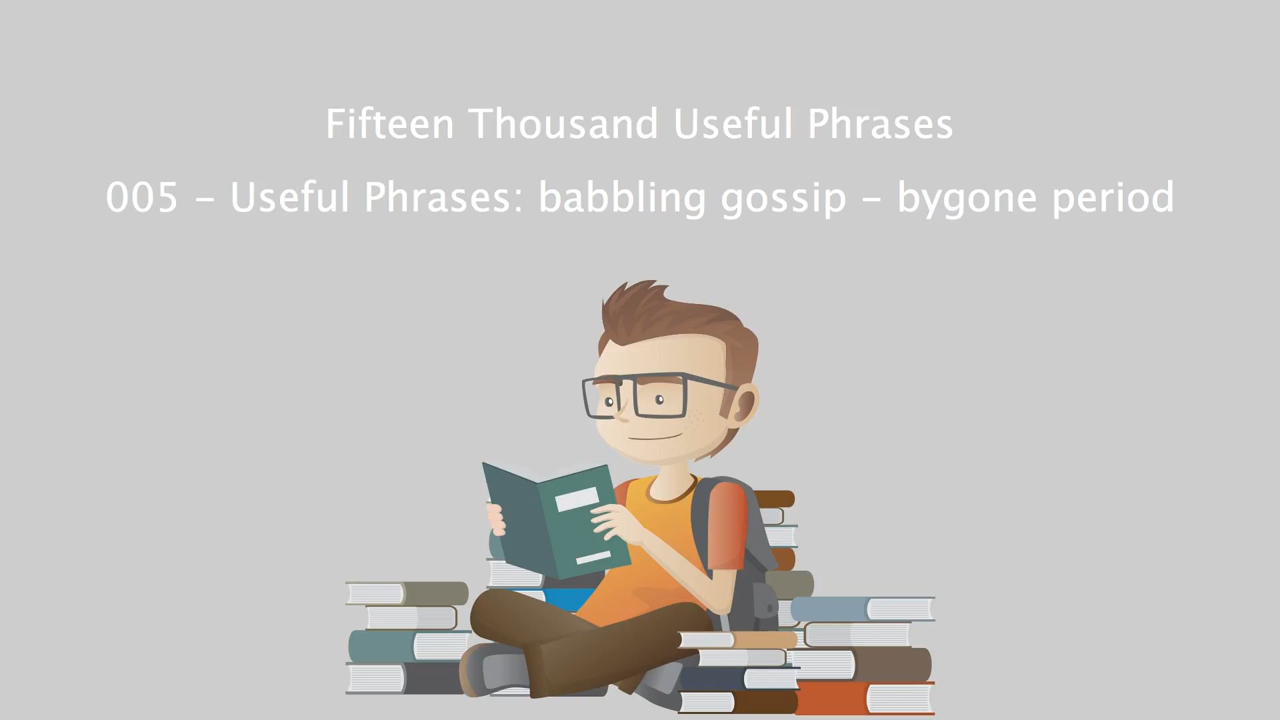 Fifteen Thousand Useful Phrases
005 – Useful Phrases: babbling gossip – bygone period